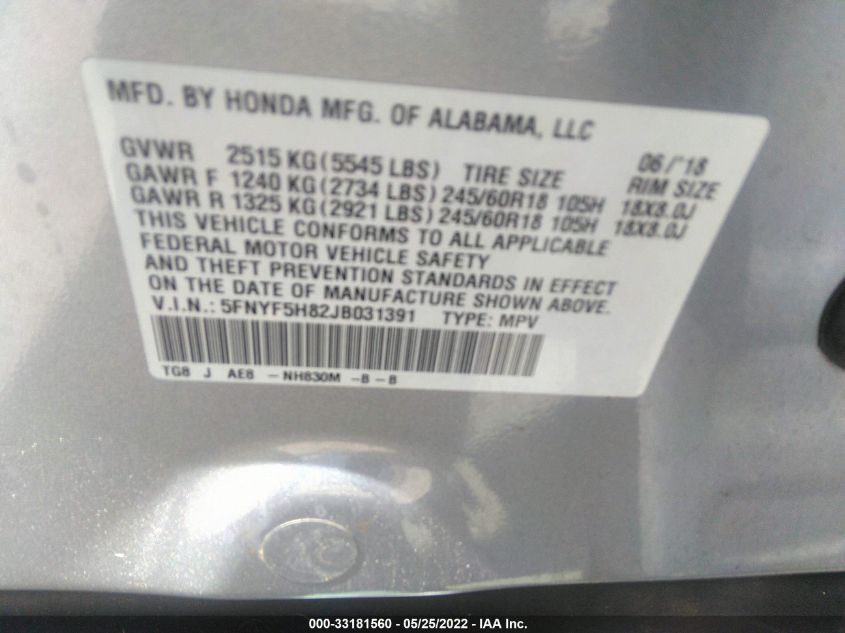 MFD. BY HONDA MFG. OF ALABAMA, LLC
GVWR 2515 KG (5545 LBS) TIRE SIZE 06/'18 RIM SIZE
GAWR F 1240 KG (2734 LBS) 245/60R18 105H 18X8.0J
GAWR R 1325 KG (2921 LBS) 245/60R18 105H 18X8.0J
THIS VEHICLE CONFORMS TO ALL APPLICABLE
FEDERAL MOTOR VEHICLE SAFETY
AND THEFT PREVENTION STANDARDS IN EFFECT
ON THE DATE OF MANUFACTURE SHOWN ABOVE.
V.I.N.: 5FNYF5H82JB031391 TYPE: MPV
TG8 J AE8 -NH830M -B-B
000-33181560 - 05/25/2022 - IAA Inc.